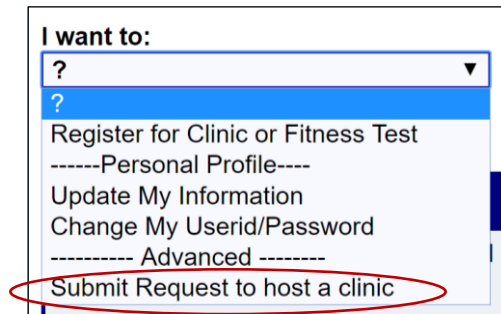 I want to:
? ▼
?
Register for Clinic or Fitness Test
------Personal Profile----
Update My Information
Change My Userid/Password
---------- Advanced --------
Submit Request to host a clinic